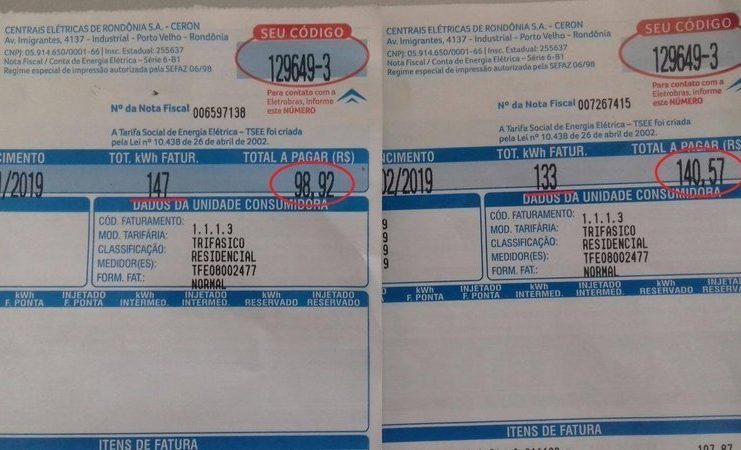 CENTRAIS ELÉTRICAS DE RONDÔNIA S.A. - CERON
Av. Imigrantes, 4137 - Industrial - Porto Velho - Rondônia
CNPJ: 05.914.650/0001-66 | Insc. Estadual: 255637
Nota Fiscal / Conta de Energia Elétrica - Série 6-B1
Regime especial de impressão autorizada pela SEFAZ 06/98
SEU CÓDIGO
129649-3
Para contato com a
Eletrobras, informe
este NÚMERO
Nº da Nota Fiscal 006597138
A Tarifa Social de Energia Elétrica - TSEE foi criada
pela Lei nº 10.438 de 26 de abril de 2002.
CIMENTO TOT. kWh FATUR. TOTAL A PAGAR (R$)
1/2019 147 98.92
DADOS DA UNIDADE CONSUMIDORA
CÓD. FATURAMENTO: 1.1.1.3
MOD. TARIFÁRIA: TRIFASICO
CLASSIFICAÇÃO: RESIDENCIAL
MEDIDOR(ES): TFE08002477
FORM. FAT.: NORMAL
kWh F. PONTA INJETADO F. PONTA kWh INTERMED. INJETADO INTERMED. kWh RESERVADO INJETADO RESERVADO
ITENS DE FATURA
CENTRAIS ELÉTRICAS DE RONDÔNIA S.A. - CERON
Av. Imigrantes, 4137 - Industrial - Porto Velho - Rondônia
CNPJ: 05.914.650/0001-66 | Insc. Estadual: 255637
Nota Fiscal / Conta de Energia Elétrica - Série 6-B1
Regime especial de impressão autorizada pela SEFAZ 06/98
SEU CÓDIGO
129649-3
Para contato com a
Eletrobras, informe
este NÚMERO
Nº da Nota Fiscal 007267415
A Tarifa Social de Energia Elétrica - TSEE foi criada
pela Lei nº 10.438 de 26 de abril de 2002.
CIMENTO TOT. kWh FATUR. TOTAL A PAGAR (R$)
02/2019 133 140.57
DADOS DA UNIDADE CONSUMIDORA
CÓD. FATURAMENTO: 1.1.1.3
MOD. TARIFÁRIA: TRIFASICO
CLASSIFICAÇÃO: RESIDENCIAL
MEDIDOR(ES): TFE08002477
FORM. FAT.: NORMAL
kWh F. PONTA INJETADO F. PONTA kWh INTERMED. INJETADO INTERMED. kWh RESERVADO INJETADO RESERVA
ITENS DE FATURA
107,87